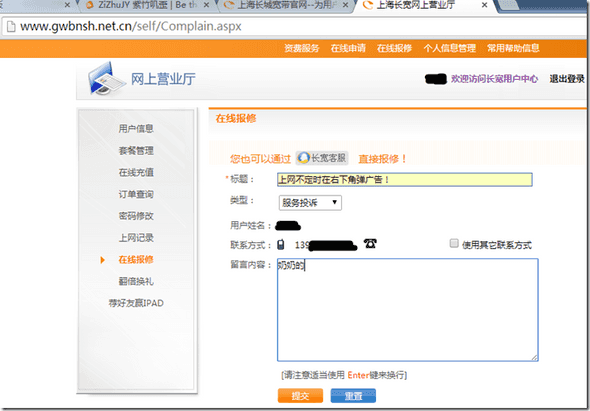 ZiZhuJY 紫竹叽壶 | Be th
上海长城宽带官网--为用户
上海长宽网上营业厅
www.gwbnsh.net.cn/self/Complain.aspx
资费服务 在线申请 在线报修 个人信息管理 常用帮助信息
网上营业厅
欢迎访问长宽用户中心 退出登录
用户信息
套餐管理
在线充值
订单查询
密码修改
上网记录
在线报修
翻倍换礼
荐好友赢IPAD
在线报修
您也可以通过 长宽客服 直接报修！
*标题： 上网不定时在右下角弹广告！
类型： 服务投诉
用户姓名：
联系方式： 139 使用其它联系方式
留言内容： 奶奶的
[请注意适当使用 Enter键来换行]
提交 重置